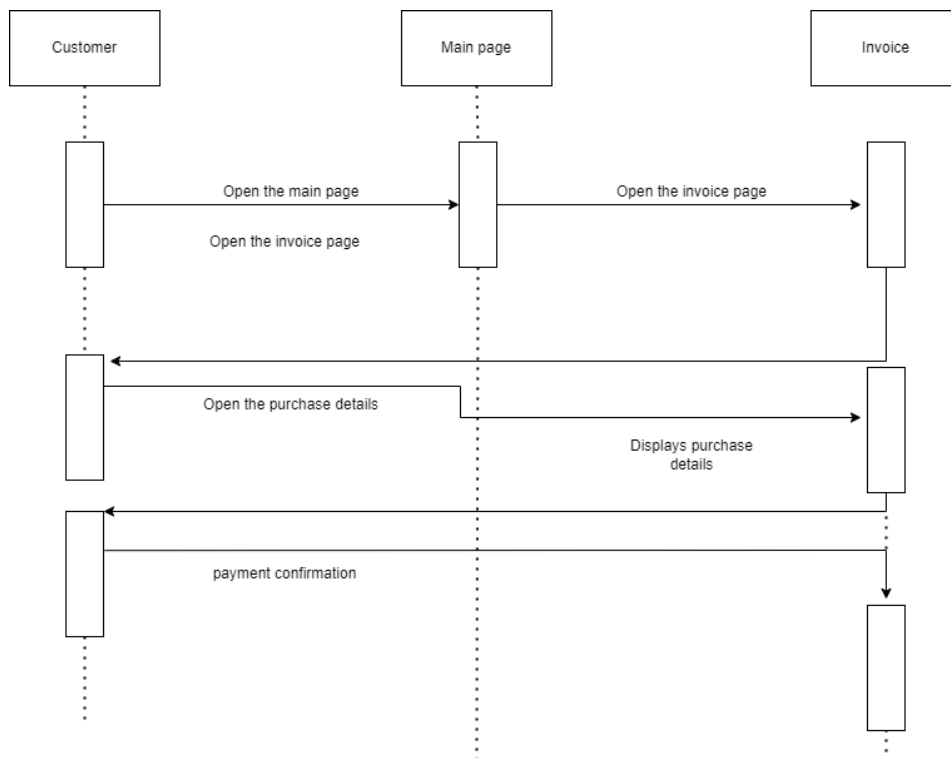 Customer
Main page
Invoice
Open the main page
Open the invoice page
Open the invoice page
Open the purchase details
Displays purchase
details
payment confirmation